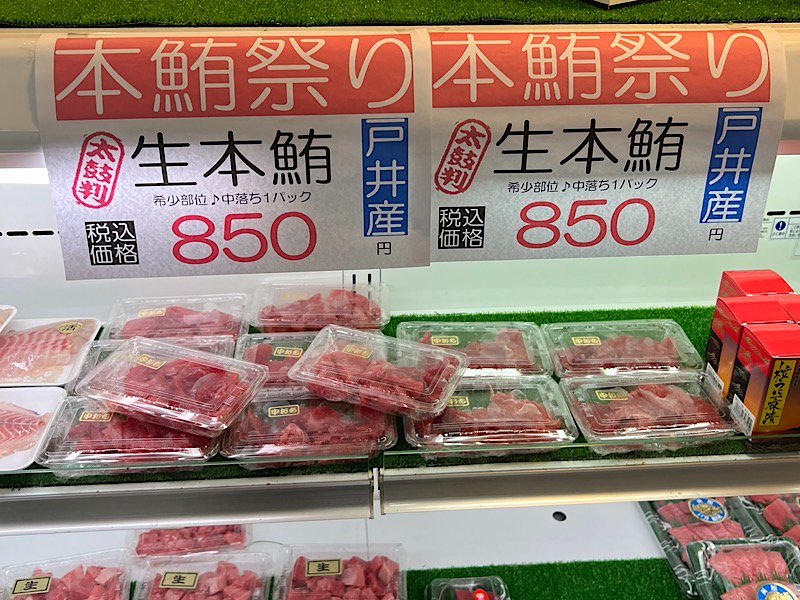 本鮪祭り
太鼓判
生本鮪
戸井産
希少部位♪中落ち1パック
税込価格
850
円
本鮪祭り
太鼓判
生本鮪
戸井産
希少部位♪中落ち1パック
税込価格
850
円
生
生
生